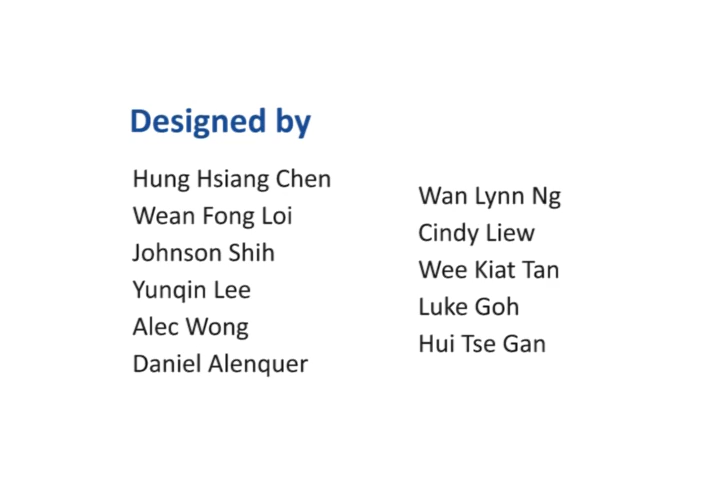 Designed by
Hung Hsiang Chen
Wean Fong Loi
Johnson Shih
Yunqin Lee
Alec Wong
Daniel Alenquer
Wan Lynn Ng
Cindy Liew
Wee Kiat Tan
Luke Goh
Hui Tse Gan